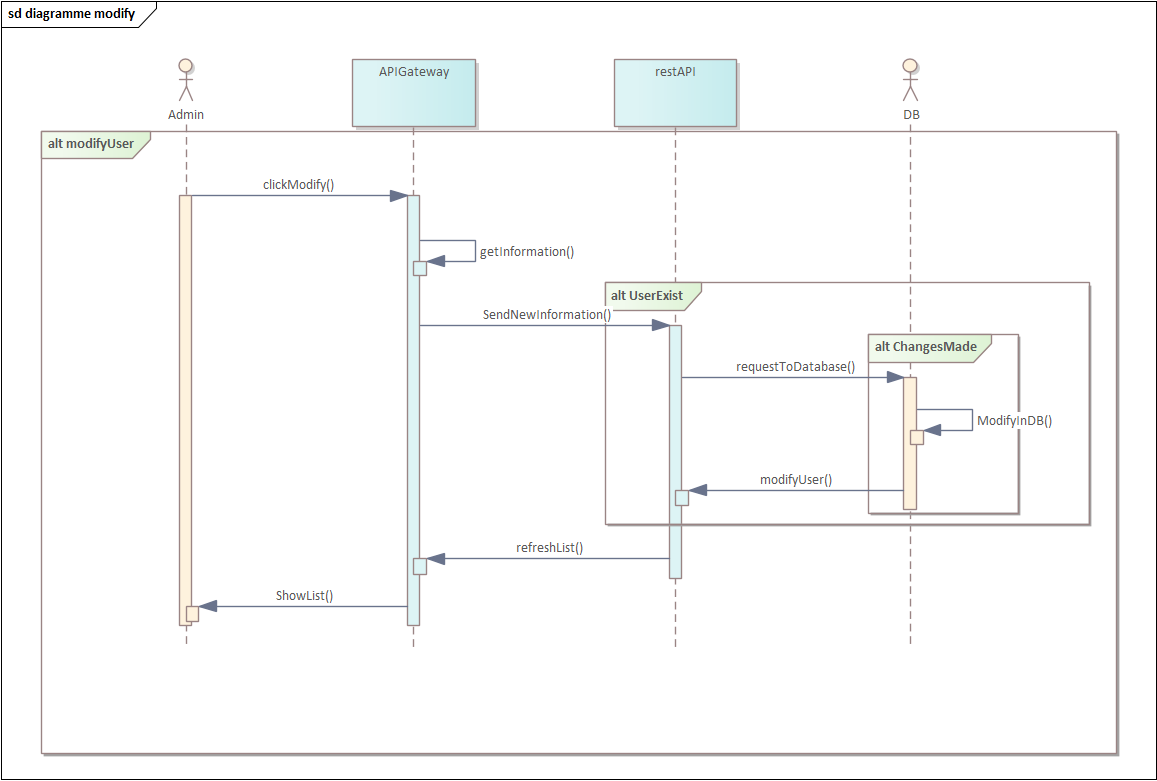 sd diagramme modify
Admin
APIGateway
restAPI
DB
alt modifyUser
clickModify()
getInformation()
alt UserExist
SendNewInformation()
alt ChangesMade
requestToDatabase()
ModifyInDB()
modifyUser()
refreshList()
ShowList()